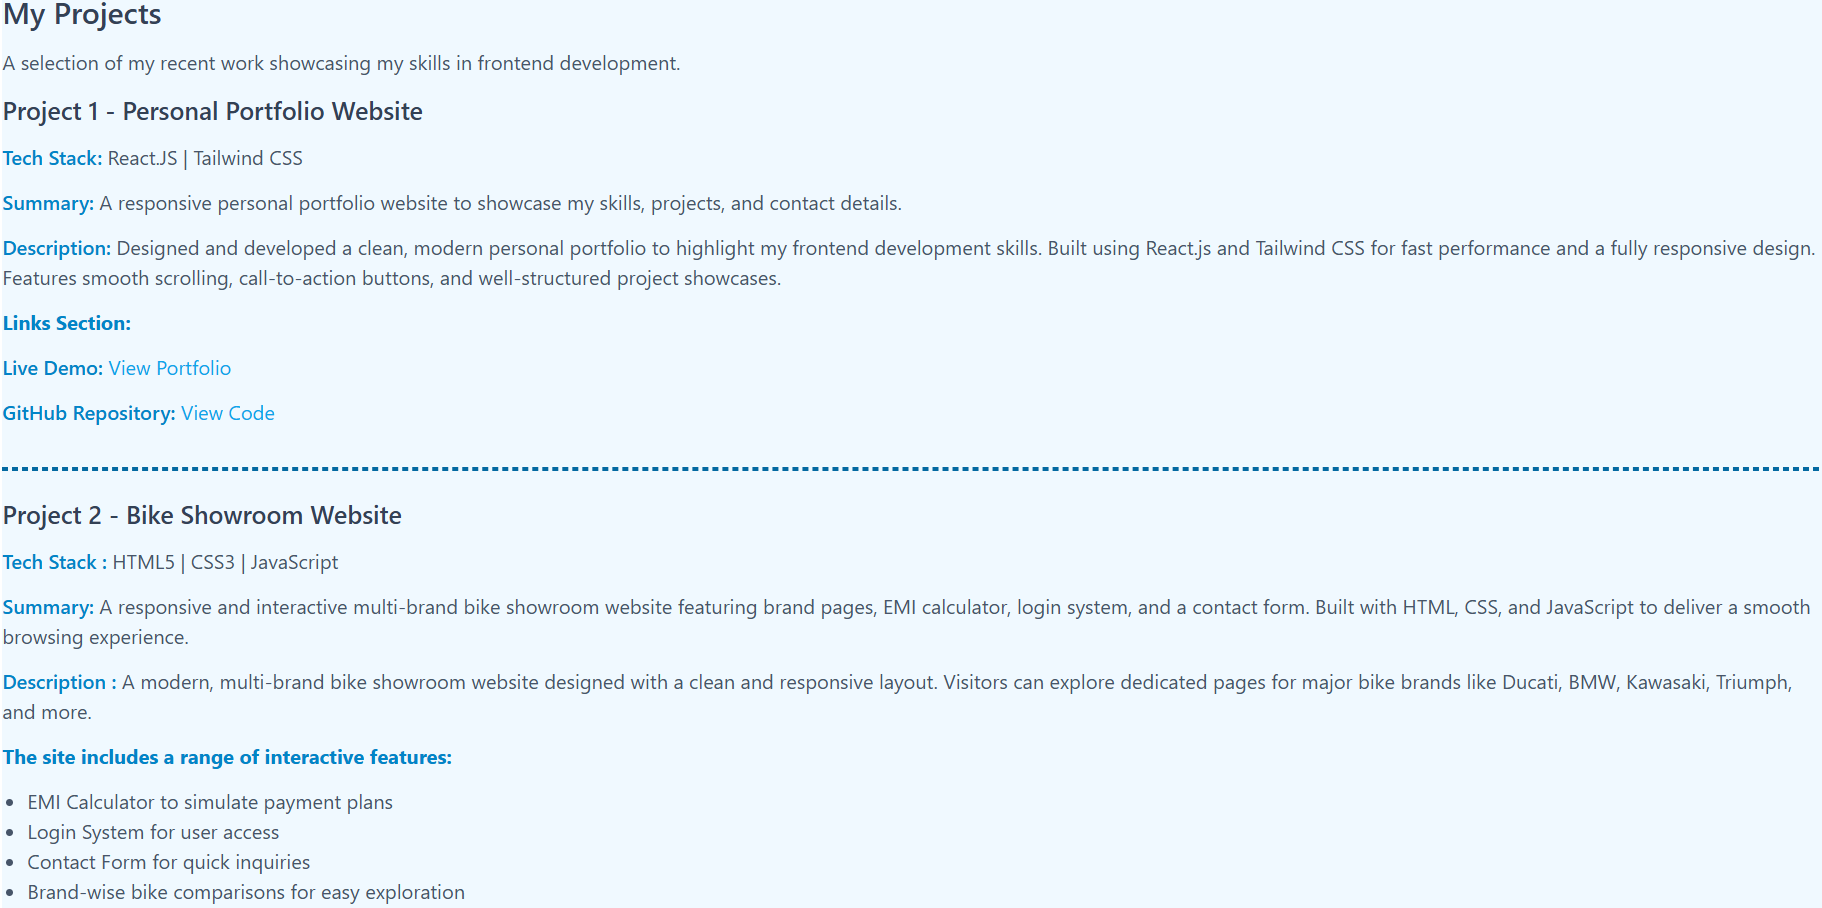 My Projects
A selection of my recent work showcasing my skills in frontend development.
Project 1 - Personal Portfolio Website
Tech Stack: React.JS | Tailwind CSS
Summary: A responsive personal portfolio website to showcase my skills, projects, and contact details.
Description: Designed and developed a clean, modern personal portfolio to highlight my frontend development skills. Built using React.js and Tailwind CSS for fast performance and a fully responsive design.
Features smooth scrolling, call-to-action buttons, and well-structured project showcases.
Links Section:
Live Demo: View Portfolio
GitHub Repository: View Code
Project 2 - Bike Showroom Website
Tech Stack : HTML5 | CSS3 | JavaScript
Summary: A responsive and interactive multi-brand bike showroom website featuring brand pages, EMI calculator, login system, and a contact form. Built with HTML, CSS, and JavaScript to deliver a smooth
browsing experience.
Description : A modern, multi-brand bike showroom website designed with a clean and responsive layout. Visitors can explore dedicated pages for major bike brands like Ducati, BMW, Kawasaki, Triumph,
and more.
The site includes a range of interactive features:
• EMI Calculator to simulate payment plans
• Login System for user access
• Contact Form for quick inquiries
• Brand-wise bike comparisons for easy exploration